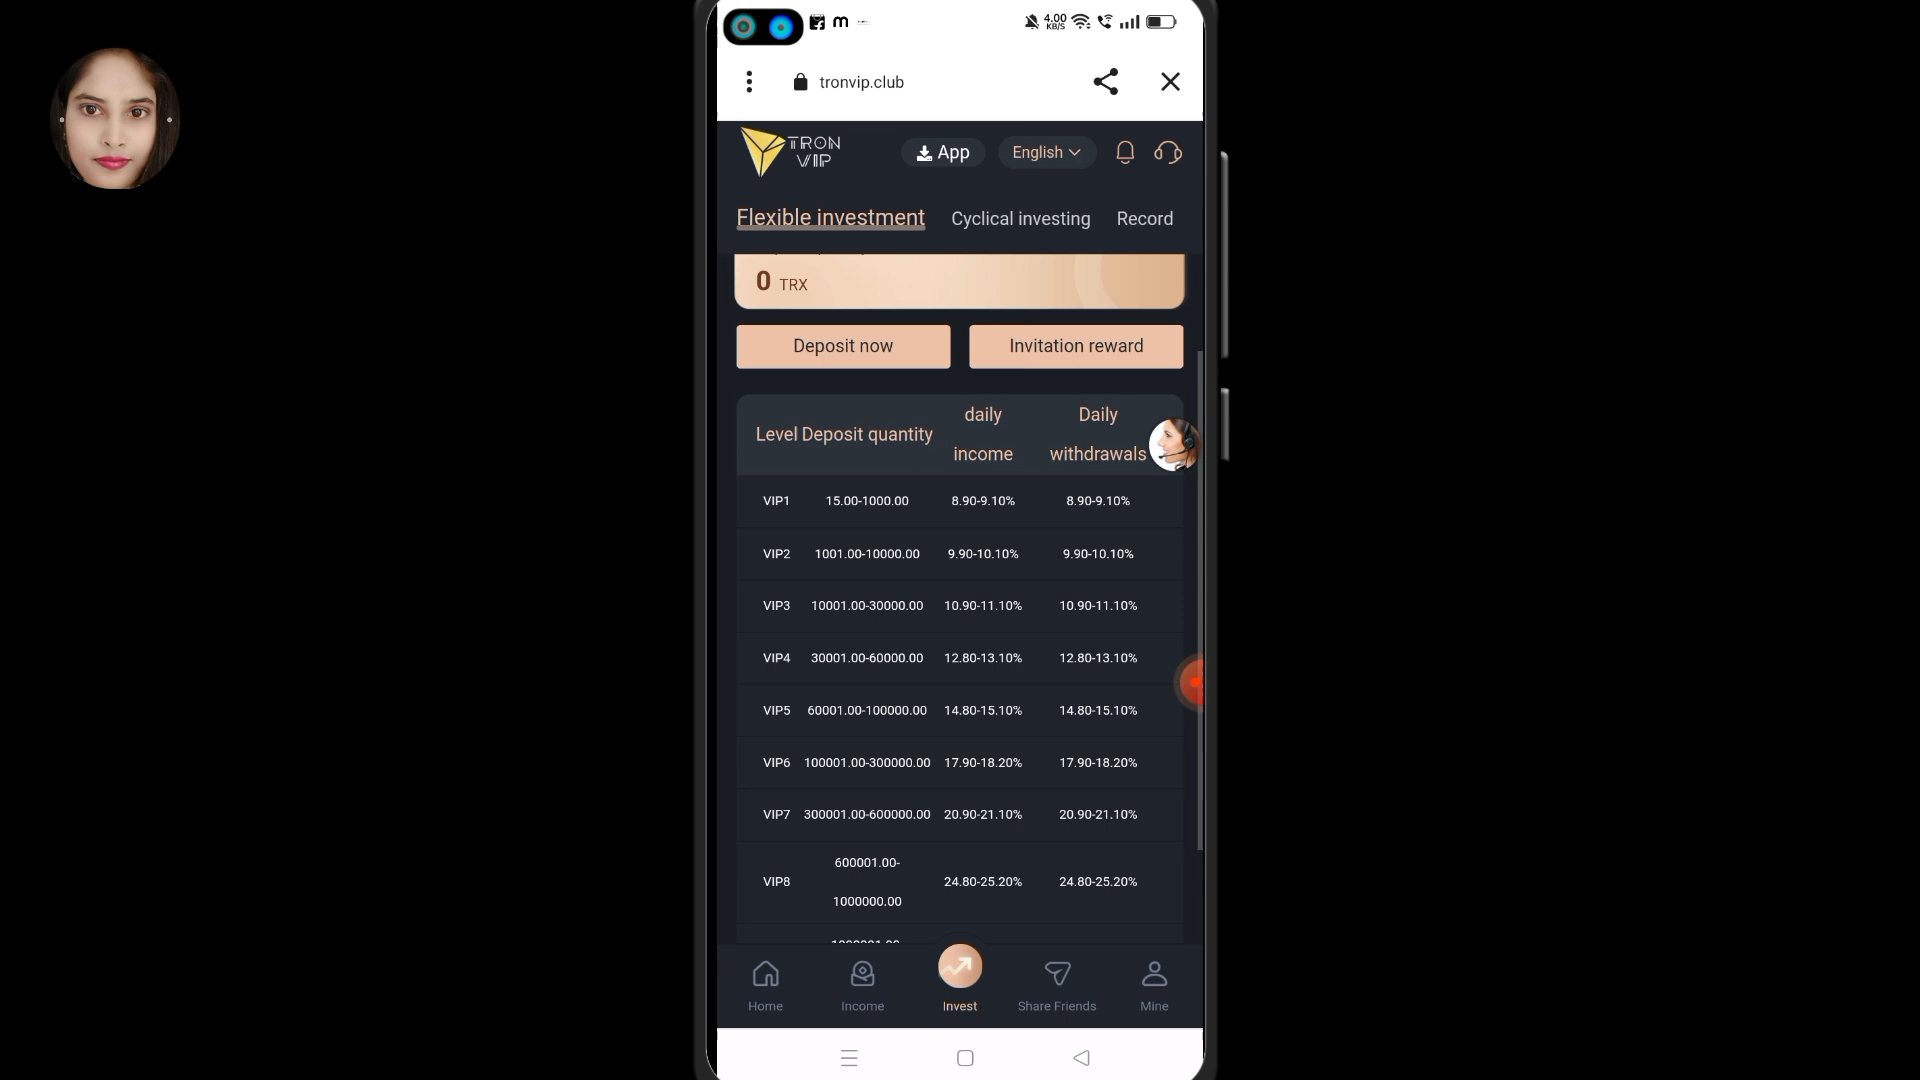 4.00
KB/S
tronvip.club
TRON
VIP
App
English
Flexible investment
Cyclical investing
Record
0 TRX
Deposit now
Invitation reward
Level
Deposit quantity
daily
income
Daily
withdrawals
VIP1 15.00-1000.00 8.90-9.10% 8.90-9.10%
VIP2 1001.00-10000.00 9.90-10.10% 9.90-10.10%
VIP3 10001.00-30000.00 10.90-11.10% 10.90-11.10%
VIP4 30001.00-60000.00 12.80-13.10% 12.80-13.10%
VIP5 60001.00-100000.00 14.80-15.10% 14.80-15.10%
VIP6 100001.00-300000.00 17.90-18.20% 17.90-18.20%
VIP7 300001.00-600000.00 20.90-21.10% 20.90-21.10%
600001.00-
VIP8 24.80-25.20% 24.80-25.20%
1000000.00
Home
Income
Invest
Share Friends
Mine